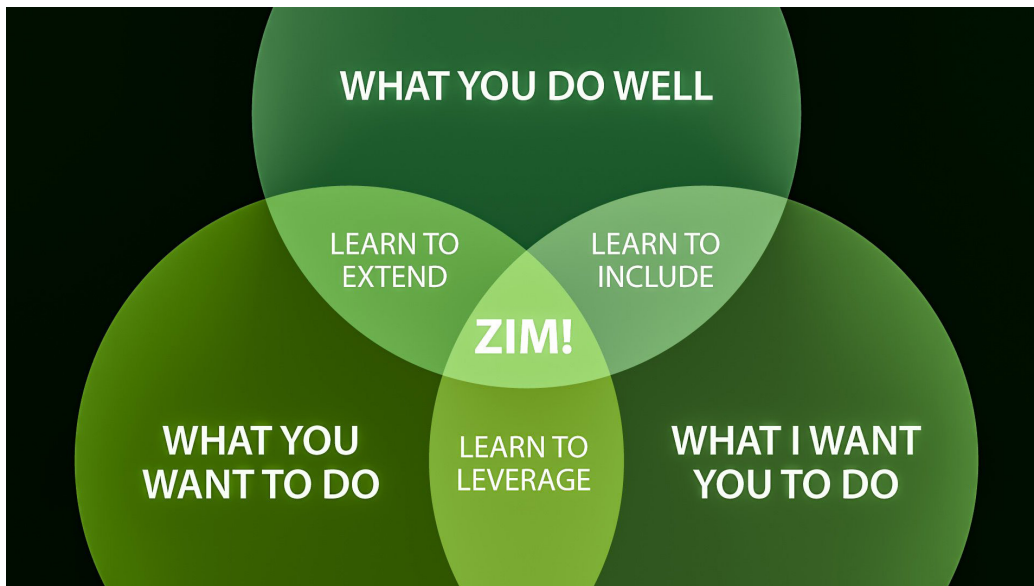 WHAT YOU DO WELL
LEARN TO
EXTEND
LEARN TO
INCLUDE
ZIM!
WHAT YOU
WANT TO DO
LEARN TO
LEVERAGE
WHAT I WANT
YOU TO DO